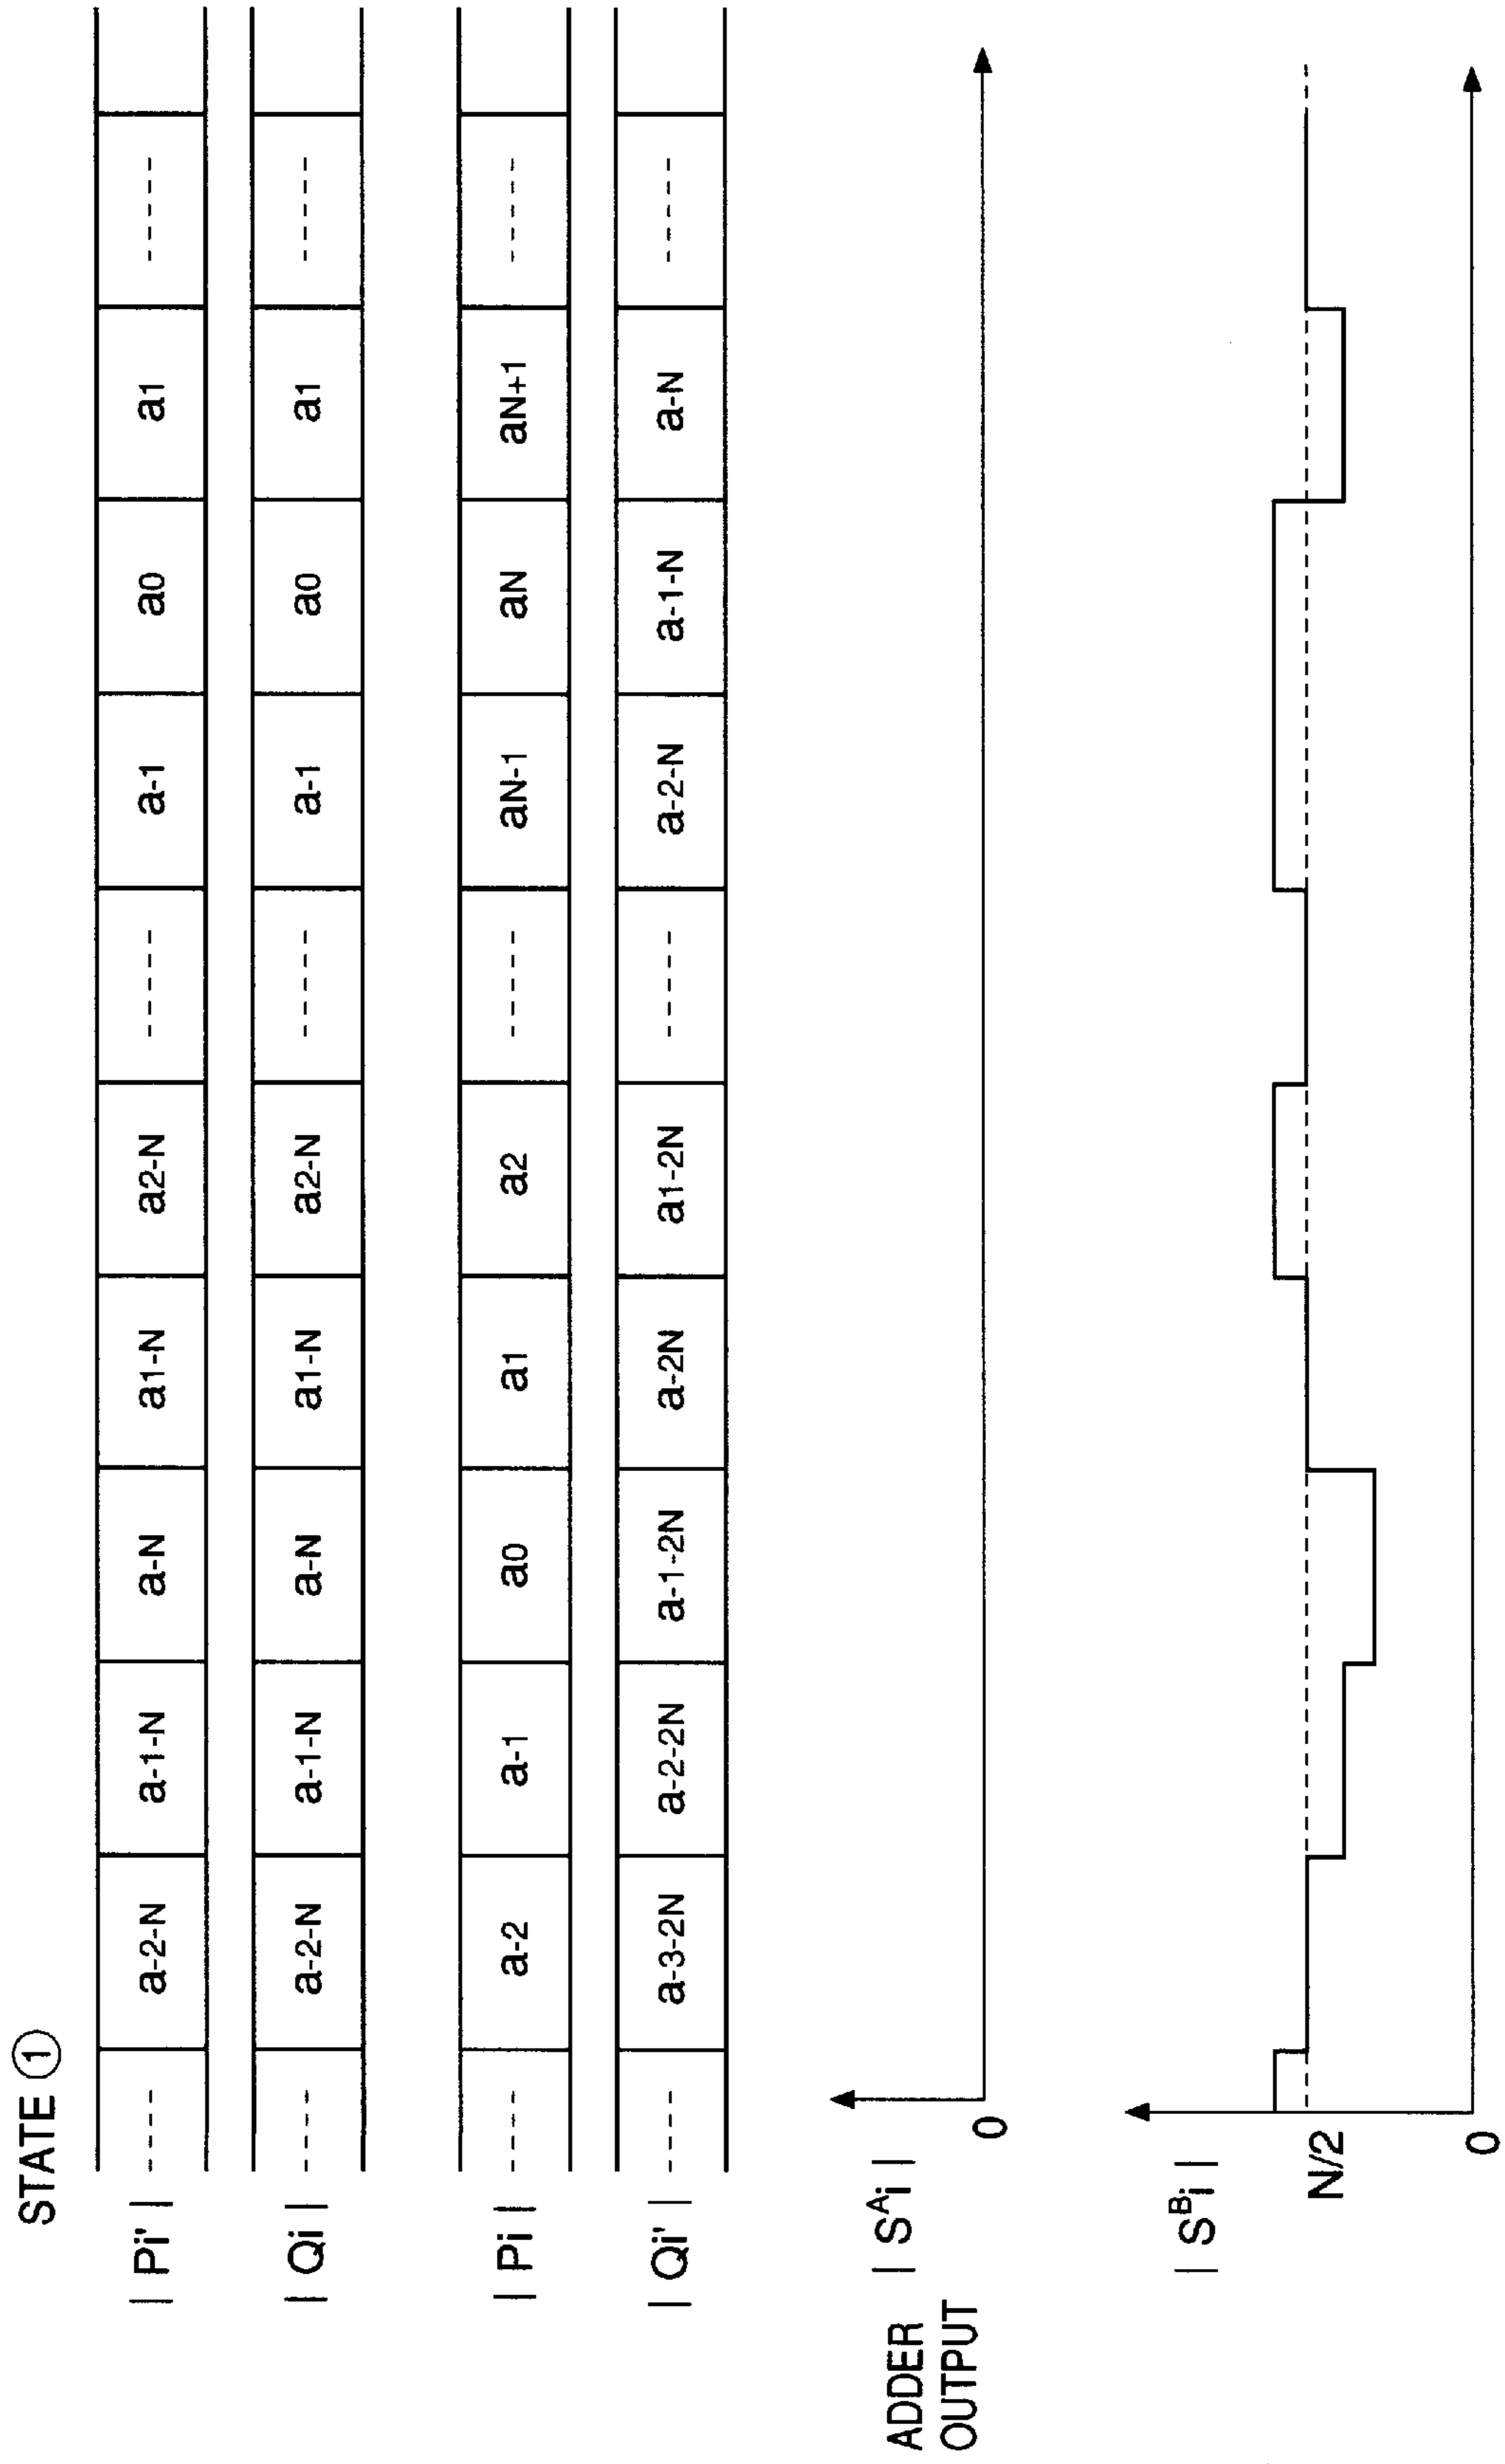 STATE ①
| Pi' | ----- a-2-N a-1-N a-N a1-N a2-N ----- a-1 a0 a1 -----
| Qi | ----- a-2-N a-1-N a-N a1-N a2-N ----- a-1 a0 a1 -----
| Pi | ----- a-2 a-1 a0 a1 a2 ----- aN-1 aN aN+1 -----
| Qi' | ----- a-3-2N a-2-2N a-1-2N a-2N a1-2N ----- a-2-N a-1-N a-N -----
ADDER
OUTPUT
| SAi |
0
| SBi |
N/2
0